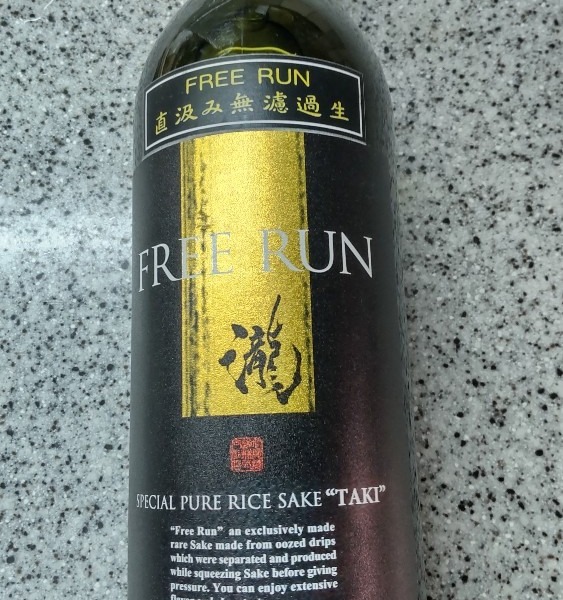 FREE RUN
直汲み無濾過生
FREE RUN
瀧
SPECIAL PURE RICE SAKE “TAKI”
“Free Run” an exclusively made
rare Sake made from oozed drips
which were separated and produced
while squeezing Sake before giving
pressure. You can enjoy extensive